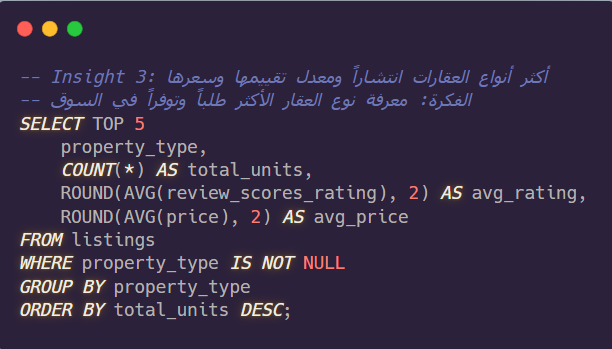 -- Insight 3: أكثر أنواع العقارات انتشاراً ومعدل تقييمها وسعرها
-- الفكرة: معرفة نوع العقار الأكثر طلباً وتوفراً في السوق
SELECT TOP 5
    property_type,
    COUNT(*) AS total_units,
    ROUND(AVG(review_scores_rating), 2) AS avg_rating,
    ROUND(AVG(price), 2) AS avg_price
FROM listings
WHERE property_type IS NOT NULL
GROUP BY property_type
ORDER BY total_units DESC;